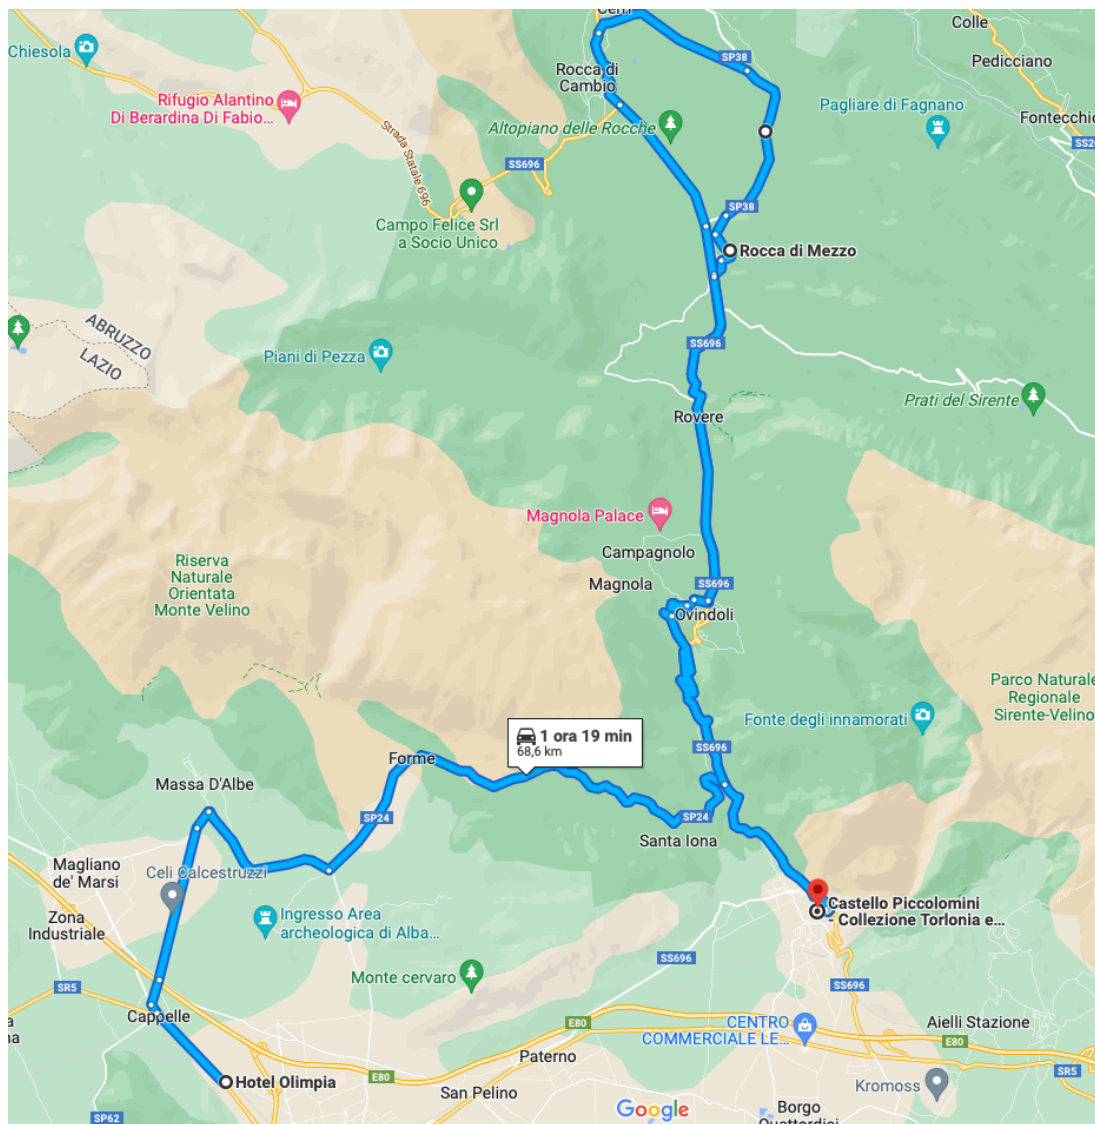 Cerri
Colle
Chiesola
SP38
Pedicciano
Rocca di
Cambio
Rifugio Alantino
Di Berardina Di Fabio...
Pagliare di Fagnano
Altopiano delle Rocche
Fontecchio
Strada Statale 696
SS696
SP38
Campo Felice Srl
a Socio Unico
Rocca di Mezzo
ABRUZZO
LAZIO
Piani di Pezza
SS696
Prati del Sirente
Rovere
Magnola Palace
Campagnolo
Riserva
Naturale
Orientata
Monte Velino
Magnola
SS696
Ovindoli
Parco Naturale
Regionale
Sirente-Velino
Fonte degli innamorati
1 ora 19 min
68,6 km
SS696
Forme
Massa D'Albe
SP24
SP24
Santa Iona
Magliano
de' Marsi
Celi Calcestruzzi
Castello Piccolomini
- Collezione Torlonia e...
Zona
Industriale
Ingresso Area
archeologica di Alba...
SS696
Monte cervaro
SR5
SS696
Cappelle
E80
CENTRO
COMMERCIALE LE...
Aielli Stazione
E80
Paterno
Hotel Olimpia
E80
San Pelino
SR5
Kromoss
Google
Borgo
SP62